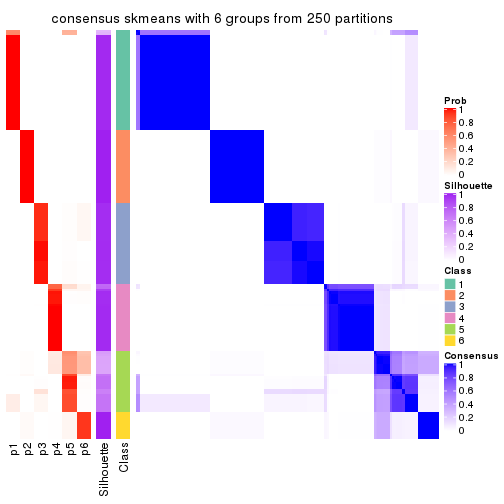 consensus skmeans with 6 groups from 250 partitions
Prob
1
0.8
0.6
0.4
0.2
0
Silhouette
1
0.8
0.6
0.4
0.2
0
Class
1
2
3
4
5
6
Consensus
1
0.8
0.6
0.4
0.2
0
p1
p2
p3
p4
p5
p6
Silhouette
Class